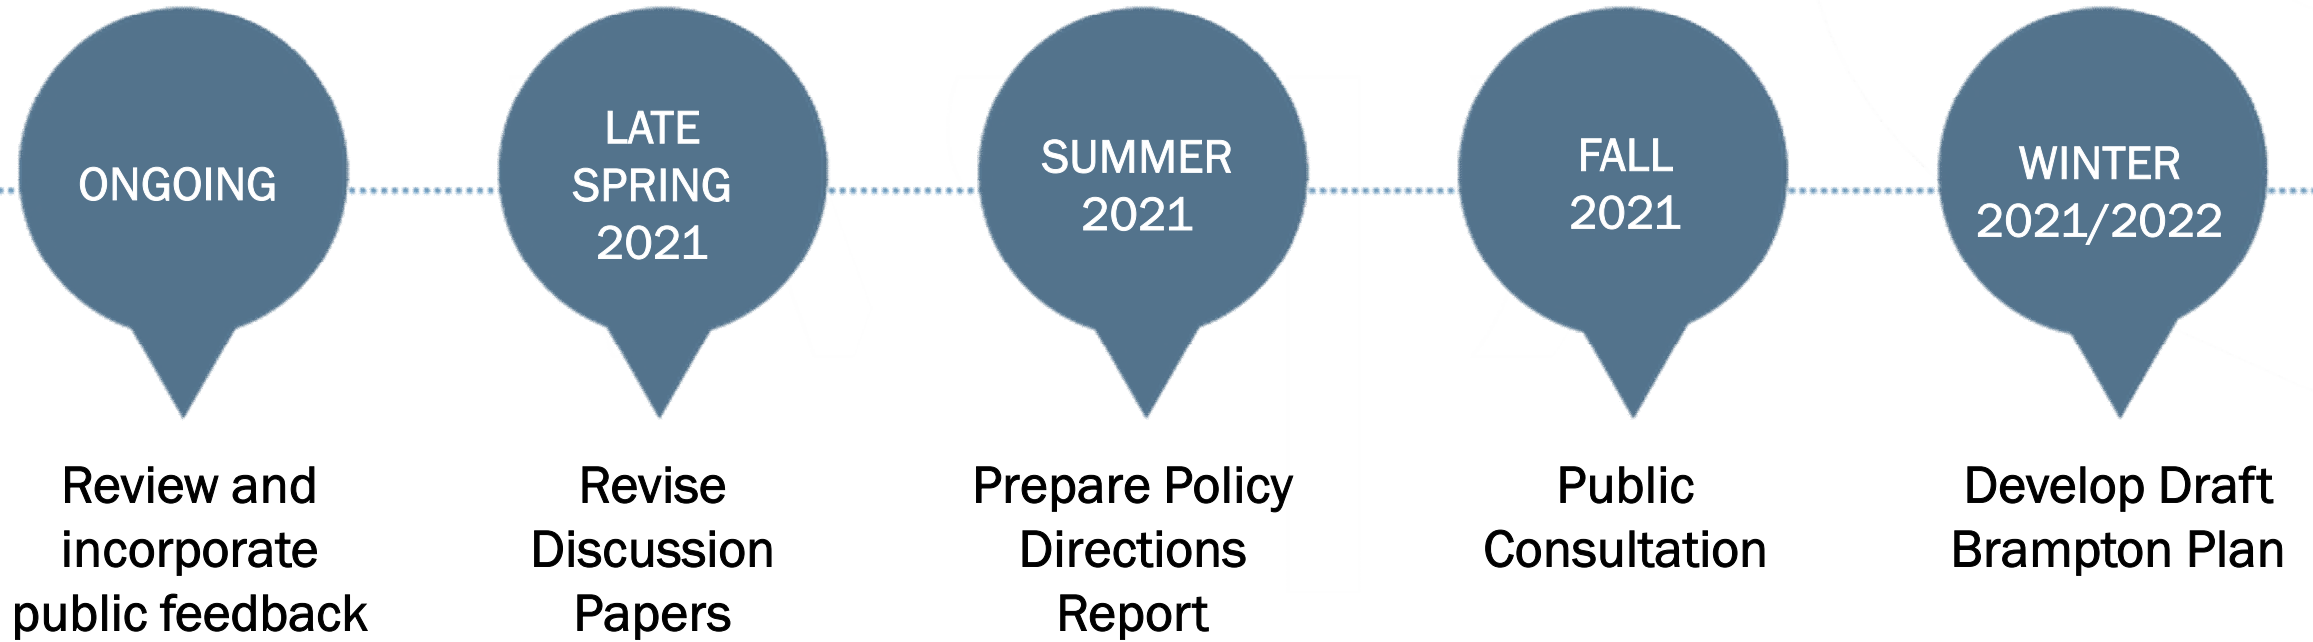 ONGOING
LATE
SPRING
2021
SUMMER
2021
FALL
2021
WINTER
2021/2022
Review and
incorporate
public feedback
Revise
Discussion
Papers
Prepare Policy
Directions
Report
Public
Consultation
Develop Draft
Brampton Plan